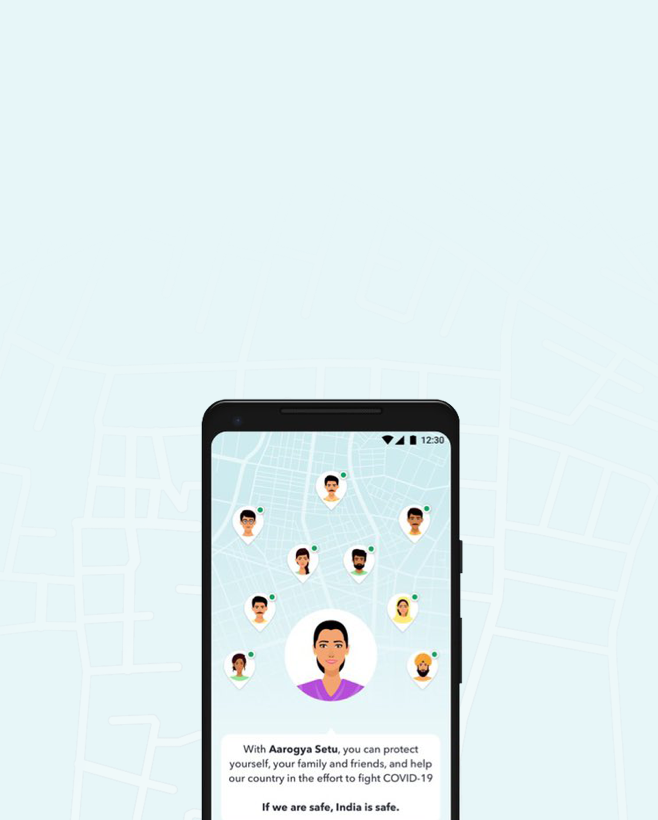 12:30
With Aarogya Setu, you can protect
yourself, your family and friends, and help
our country in the effort to fight COVID-19
If we are safe, India is safe.